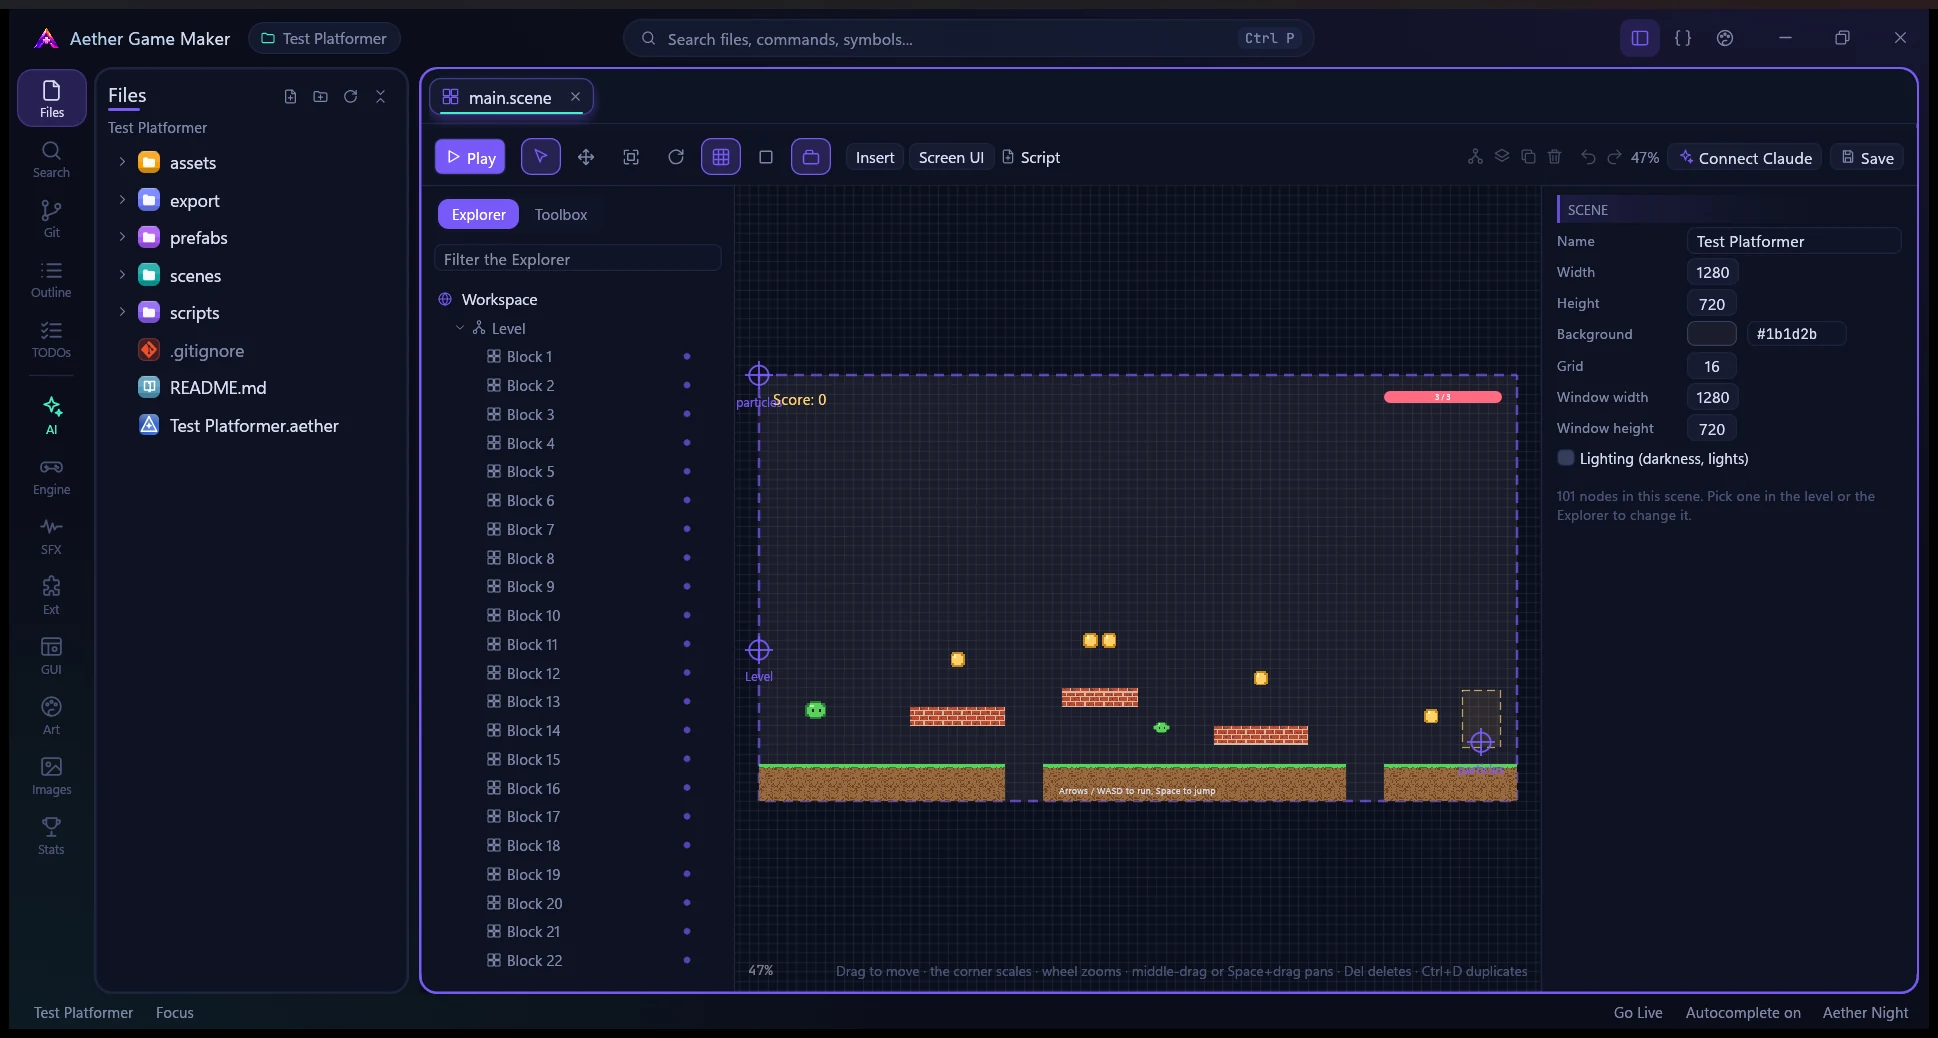 Aether Game Maker
Test Platformer
Search files, commands, symbols...
Ctrl P
Files
Search
Git
Outline
TODOs
AI
Engine
SFX
Ext
GUI
Art
Images
Stats
Files
Test Platformer
assets
export
prefabs
scenes
scripts
.gitignore
README.md
Test Platformer.aether
main.scene
Play
Insert
Screen UI
Script
47%
Connect Claude
Save
Explorer
Toolbox
Filter the Explorer
Workspace
Level
Block 1
Block 2
Block 3
Block 4
Block 5
Block 6
Block 7
Block 8
Block 9
Block 10
Block 11
Block 12
Block 13
Block 14
Block 15
Block 16
Block 17
Block 18
Block 19
Block 20
Block 21
Block 22
particles
Score: 0
3 / 3
Level
particles
Arrows / WASD to run, Space to jump
47%
Drag to move · the corner scales · wheel zooms · middle-drag or Space+drag pans · Del deletes · Ctrl+D duplicates
SCENE
Name
Test Platformer
Width
1280
Height
720
Background
#1b1d2b
Grid
16
Window width
1280
Window height
720
Lighting (darkness, lights)
101 nodes in this scene. Pick one in the level or the
Explorer to change it.
Test Platformer
Focus
Go Live
Autocomplete on
Aether Night